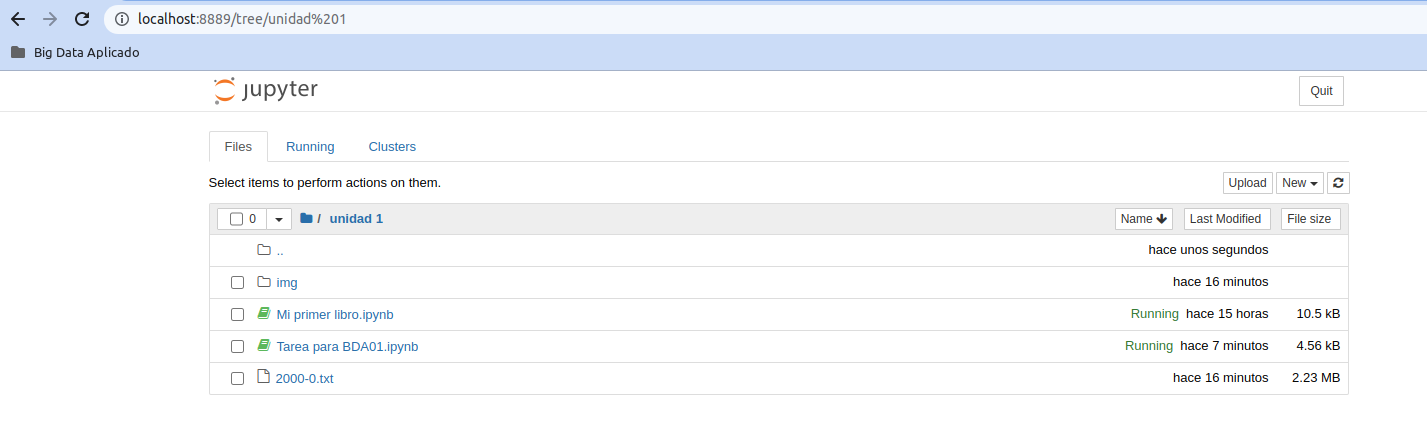 localhost:8889/tree/unidad%201
Big Data Aplicado
jupyter
Quit
Files Running Clusters
Select items to perform actions on them.
Upload New
0 / unidad 1 Name Last Modified File size
.. hace unos segundos
img hace 16 minutos
Mi primer libro.ipynb Running hace 15 horas 10.5 kB
Tarea para BDA01.ipynb Running hace 7 minutos 4.56 kB
2000-0.txt hace 16 minutos 2.23 MB